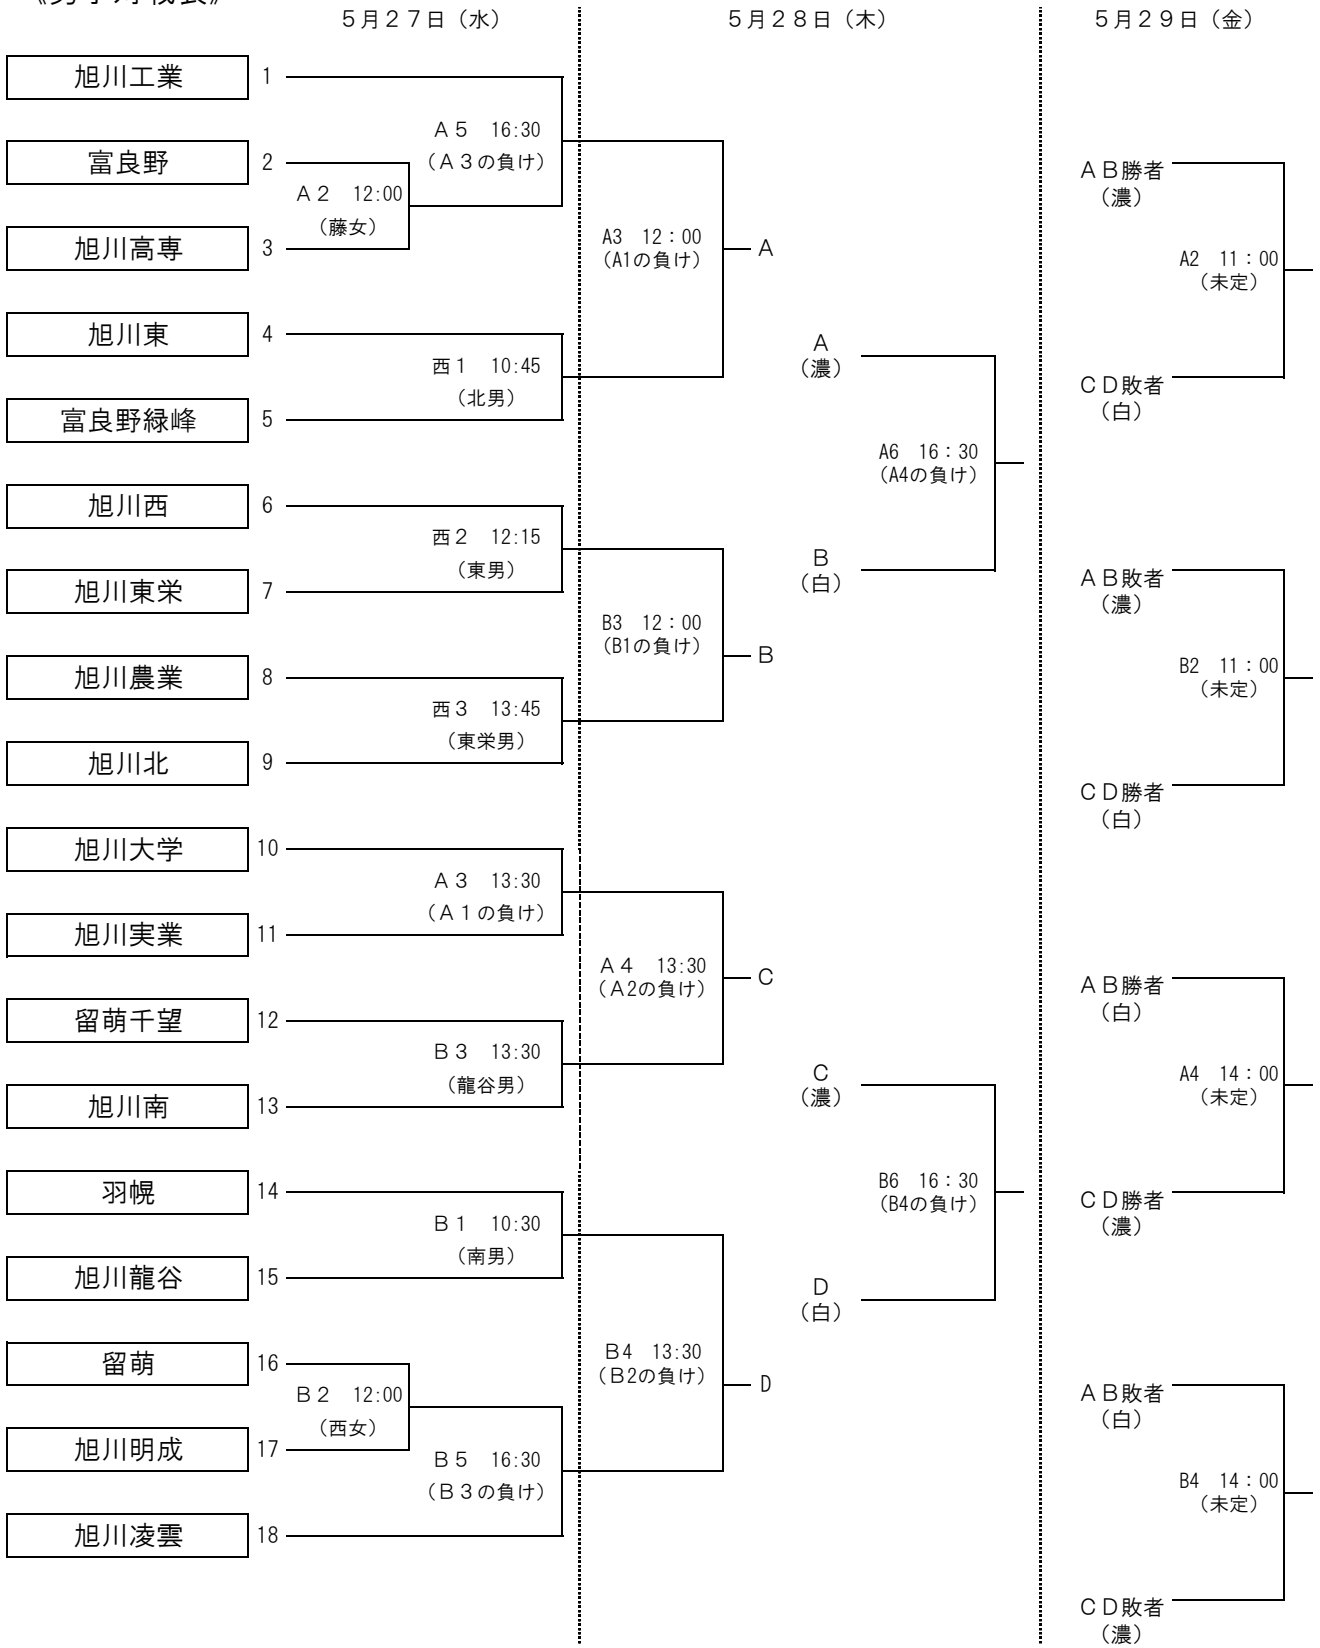 《男子対戦表》
５月２７日（水）
５月２８日（木）
５月２９日（金）
旭川工業 1
Ａ５ 16:30
（Ａ３の負け）
富良野 2
Ａ２ 12:00
（藤女）
旭川高専 3
A3 12：00
（A1の負け）
A
旭川東 4
西１ 10:45
（北男）
富良野緑峰 5
旭川西 6
西２ 12:15
（東男）
旭川東栄 7
B3 12：00
（B1の負け）
B
旭川農業 8
西３ 13:45
（東栄男）
旭川北 9
旭川大学 10
Ａ３ 13:30
（Ａ１の負け）
旭川実業 11
Ａ４ 13:30
（Ａ2の負け）
C
留萌千望 12
Ｂ３ 13:30
（龍谷男）
旭川南 13
羽幌 14
Ｂ１ 10:30
（南男）
旭川龍谷 15
Ｂ4 13:30
（Ｂ2の負け）
D
留萌 16
Ｂ２ 12:00
（西女）
旭川明成 17
Ｂ５ 16:30
（Ｂ３の負け）
旭川凌雲 18
A
（濃）
A6 16：30
（A4の負け）
B
（白）
C
（濃）
B6 16：30
（B4の負け）
D
（白）
ＡＢ勝者
（濃）
A2 11：00
（未定）
ＣＤ敗者
（白）
ＡＢ敗者
（濃）
B2 11：00
（未定）
ＣＤ勝者
（白）
ＡＢ勝者
（白）
A4 14：00
（未定）
ＣＤ勝者
（濃）
ＡＢ敗者
（白）
B4 14：00
（未定）
ＣＤ敗者
（濃）